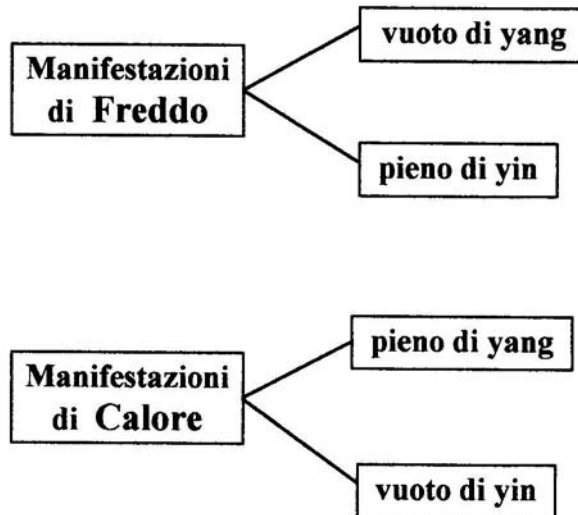 vuoto di yang
Manifestazioni
di Freddo
pieno di yin
pieno di yang
Manifestazioni
di Calore
vuoto di yin